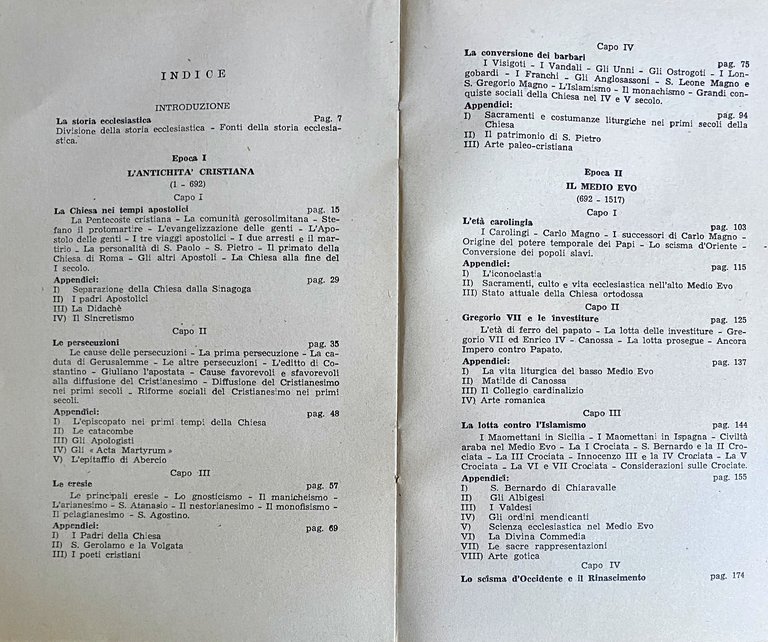 INDICE
INTRODUZIONE
La storia ecclesiastica Pag. 7
Divisione della storia ecclesiastica - Fonti della storia ecclesia-
stica.
Epoca I
L'ANTICHITA' CRISTIANA
(1 - 692)
Capo I
La Chiesa nei tempi apostolici pag. 15
La Pentecoste cristiana - La comunità gerosolimitana - Ste-
fano il protomartire - L'evangelizzazione delle genti - L'Apo-
stolo delle genti - I tre viaggi apostolici - I due arresti e il mar-
tirio - La personalità di S. Paolo - S. Pietro - Il primato della
Chiesa di Roma - Gli altri Apostoli - La Chiesa alla fine del
I secolo.
Appendici: pag. 29
I) Separazione della Chiesa dalla Sinagoga
II) I padri Apostolici
III) La Didachè
IV) Il Sincretismo
Capo II
Le persecuzioni pag. 35
Le cause delle persecuzioni - La prima persecuzione - La ca-
duta di Gerusalemme - Le altre persecuzioni - L'editto di Co-
stantino - Giuliano l'apostata - Cause favorevoli e sfavorevoli
alla diffusione del Cristianesimo - Diffusione del Cristianesimo
nei primi secoli - Riforme sociali del Cristianesimo nei primi
secoli.
Appendici: pag. 48
I) L'episcopato nei primi tempi della Chiesa
II) Le catacombe
III) Gli Apologisti
IV) Gli « Acta Martyrum »
V) L'epitaffio di Abercio
Capo III
Le eresie pag. 57
Le principali eresie - Lo gnosticismo - Il manicheismo -
L'arianesimo - S. Atanasio - Il nestorianesimo - Il monofisismo -
Il pelagianesimo - S. Agostino.
Appendici: pag. 69
I) I Padri della Chiesa
II) S. Gerolamo e la Volgata
III) I poeti cristiani
Capo IV
La conversione dei barbari pag. 75
I Visigoti - I Vandali - Gli Unni - Gli Ostrogoti - I Lon-
gobardi - I Franchi - Gli Anglosassoni - S. Leone Magno e
S. Gregorio Magno - L'Islamismo - Il monachismo - Grandi con-
quiste sociali della Chiesa nel IV e V secolo.
Appendici: pag. 94
I) Sacramenti e costumanze liturgiche nei primi secoli della
Chiesa
II) Il patrimonio di S. Pietro
III) Arte paleo-cristiana
Epoca II
IL MEDIO EVO
(692 - 1517)
Capo I
L'età carolingia pag. 103
I Carolingi - Carlo Magno - I successori di Carlo Magno -
Origine del potere temporale dei Papi - Lo scisma d'Oriente -
Conversione dei popoli slavi.
Appendici: pag. 115
I) L'iconoclastia
II) Sacramenti, culto e vita ecclesiastica nell'alto Medio Evo
III) Stato attuale della Chiesa ortodossa
Capo II
Gregorio VII e le investiture pag. 125
L'età di ferro del papato - La lotta delle investiture - Gre-
gorio VII ed Enrico IV - Canossa - La lotta prosegue - Ancora
Impero contro Papato.
Appendici: pag. 137
I) La vita liturgica del basso Medio Evo
II) Matilde di Canossa
III) Il Collegio cardinalizio
IV) Arte romanica
Capo III
La lotta contro l'Islamismo pag. 144
I Maomettani in Sicilia - I Maomettani in Ispagna - Civiltà
araba nel Medio Evo - La I Crociata - S. Bernardo e la II Cro-
ciata - La III Crociata - Innocenzo III e la IV Crociata - La V
Crociata - La VI e VII Crociata - Considerazioni sulle Crociate.
Appendici: pag. 155
I) S. Bernardo di Chiaravalle
II) Gli Albigesi
III) I Valdesi
IV) Gli ordini mendicanti
V) Scienza ecclesiastica nel Medio Evo
VI) La Divina Commedia
VII) Le sacre rappresentazioni
VIII) Arte gotica
Capo IV
Lo scisma d'Occidente e il Rinascimento pag. 174